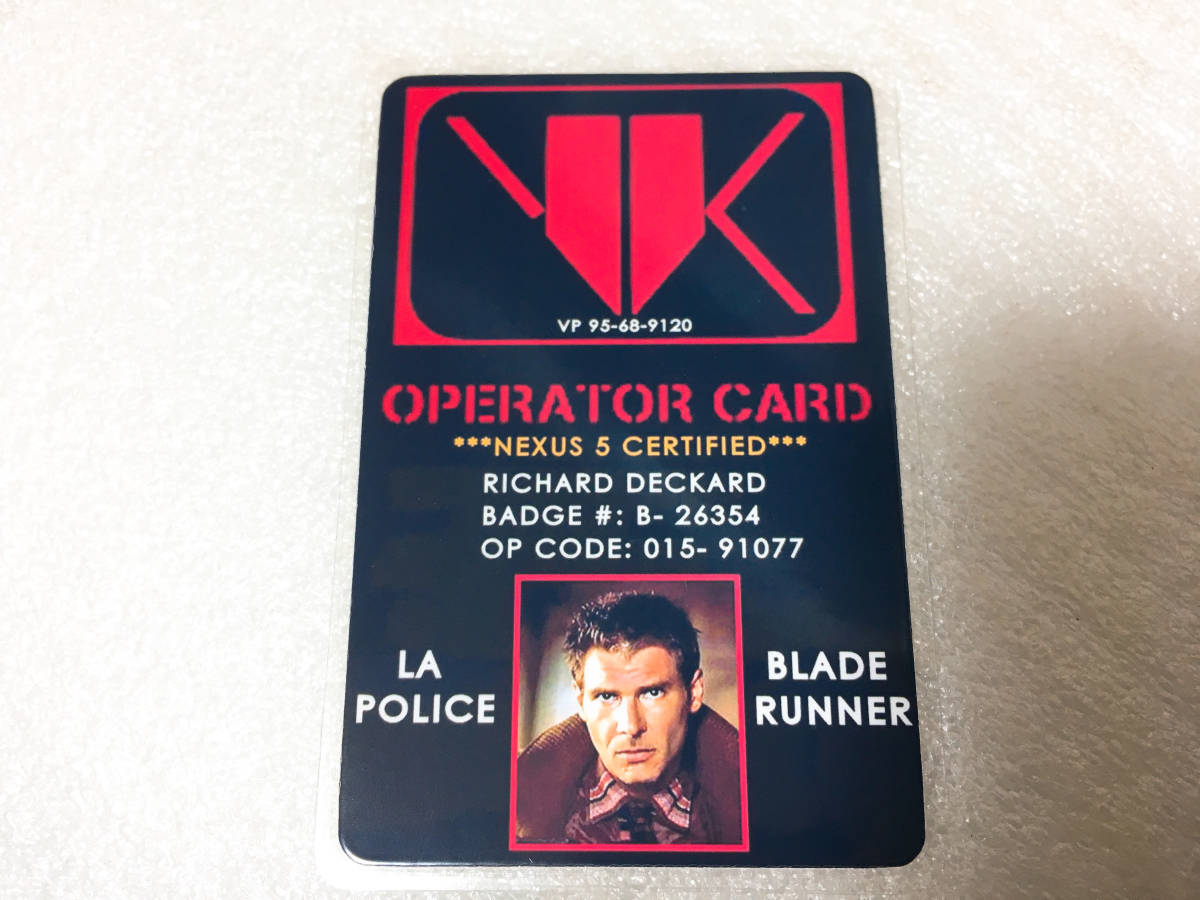 VK
VP 95-68-9120
OPERATOR CARD
***NEXUS 5 CERTIFIED***
RICHARD DECKARD
BADGE #: B- 26354
OP CODE: 015- 91077
LA
POLICE
BLADE
RUNNER